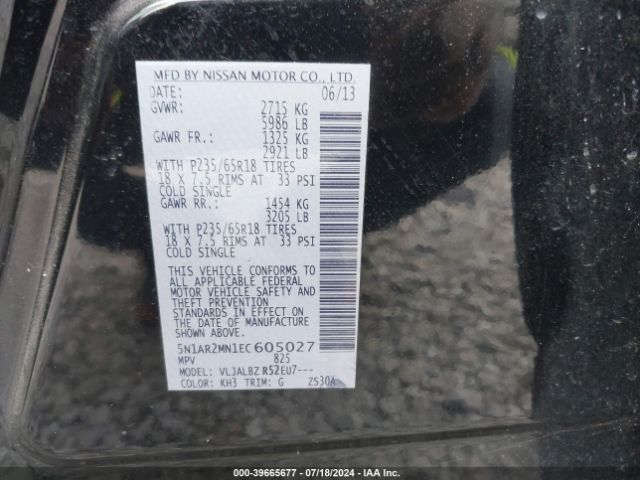 MFD BY NISSAN MOTOR CO., LTD.
DATE: 06/13
GVWR: 2715 KG
5986 LB
GAWR FR.: 1325 KG
2921 LB
WITH P235/65R18 TIRES
18 X 7.5 RIMS AT 33 PSI
COLD SINGLE
GAWR RR.: 1454 KG
3205 LB
WITH P235/65R18 TIRES
18 X 7.5 RIMS AT 33 PSI
COLD SINGLE
THIS VEHICLE CONFORMS TO
ALL APPLICABLE FEDERAL
MOTOR VEHICLE SAFETY AND
THEFT PREVENTION
STANDARDS IN EFFECT ON
THE DATE OF MANUFACTURE
SHOWN ABOVE.
5N1AR2MN1EC605027
MPV 825
MODEL: VLJALBZ R52EU7---
COLOR: KH3 TRIM: G ZS30A
000-39665677 / 07/18/2024 - IAA Inc.